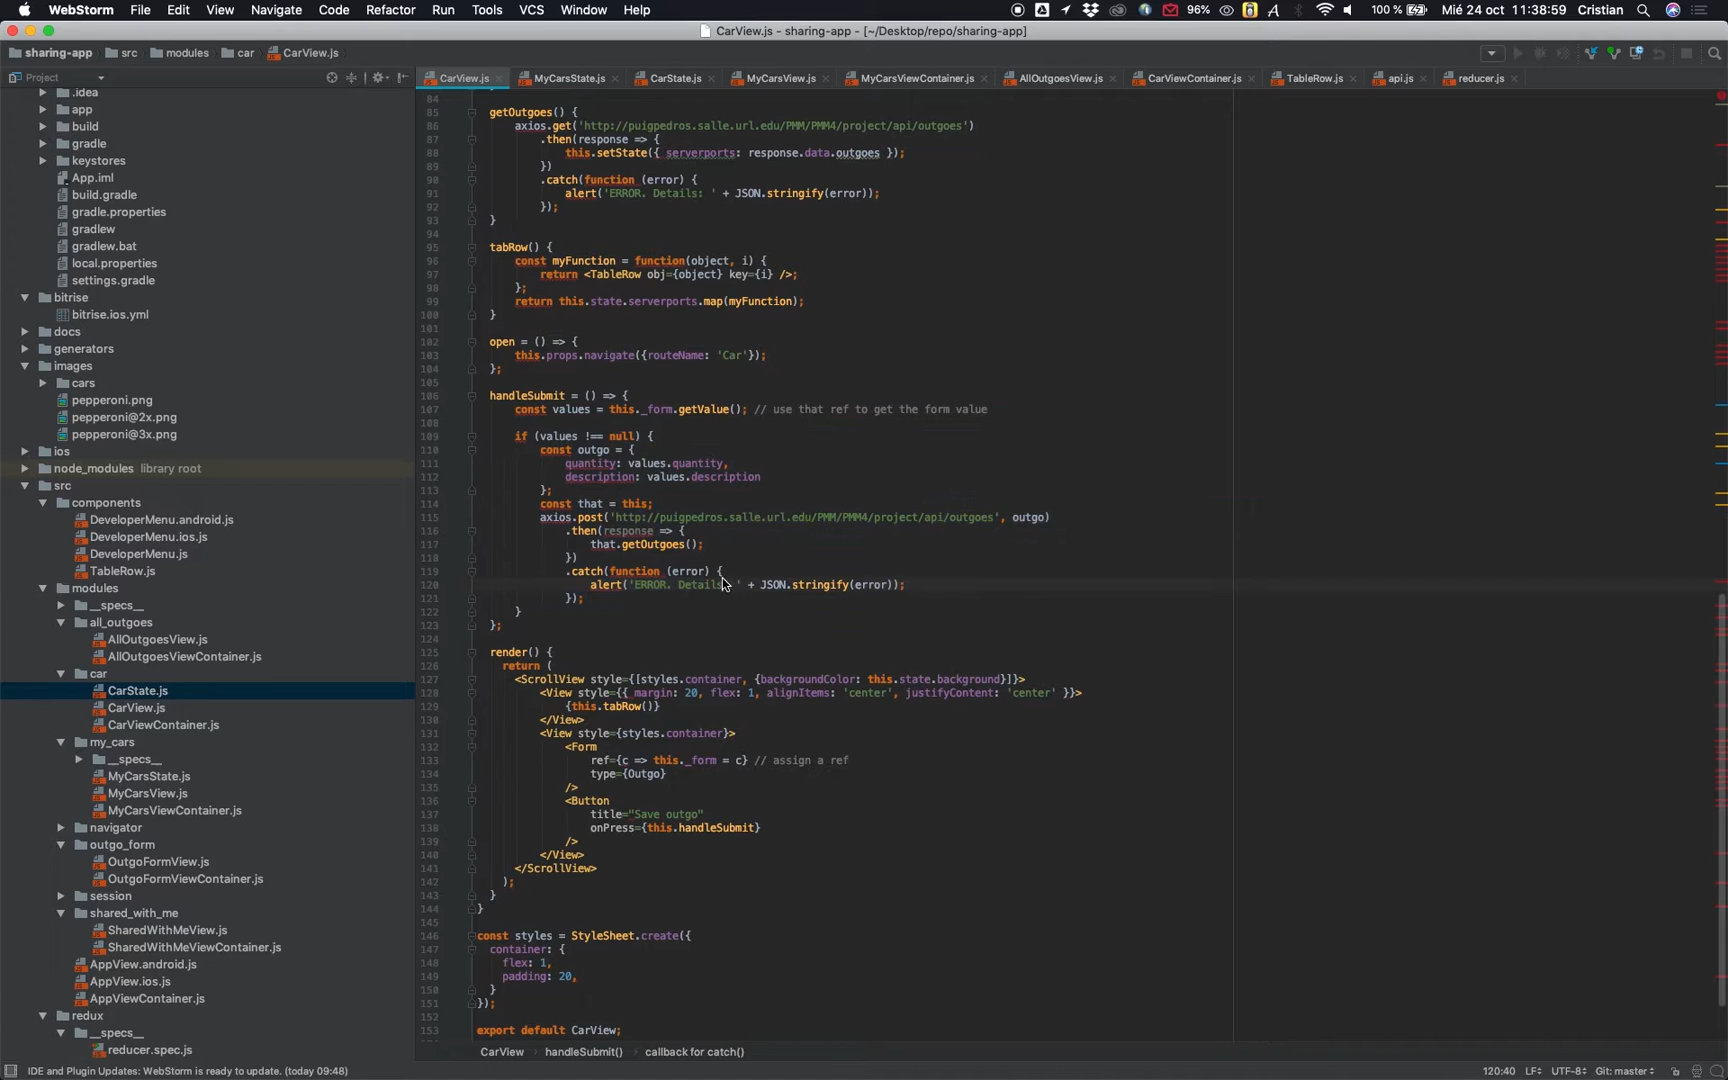 WebStorm File Edit View Navigate Code Refactor Run Tools VCS Window Help 96% 100 % Mié 24 oct 11:38:59 Cristian
CarView.js - sharing-app - [~/Desktop/repo/sharing-app]
sharing-app src modules car CarView.js
Project
CarView.js MyCarsState.js CarState.js MyCarsView.js MyCarsViewContainer.js AllOutgoesView.js CarViewContainer.js TableRow.js api.js reducer.js
.idea
app
build
gradle
keystores
App.iml
build.gradle
gradle.properties
gradlew
gradlew.bat
local.properties
settings.gradle
bitrise
bitrise.ios.yml
docs
generators
images
cars
pepperoni.png
pepperoni@2x.png
pepperoni@3x.png
ios
node_modules library root
src
components
DeveloperMenu.android.js
DeveloperMenu.ios.js
DeveloperMenu.js
TableRow.js
modules
__specs__
all_outgoes
AllOutgoesView.js
AllOutgoesViewContainer.js
car
CarState.js
CarView.js
CarViewContainer.js
my_cars
__specs__
MyCarsState.js
MyCarsView.js
MyCarsViewContainer.js
navigator
outgo_form
OutgoFormView.js
OutgoFormViewContainer.js
session
shared_with_me
SharedWithMeView.js
SharedWithMeViewContainer.js
AppView.android.js
AppView.ios.js
AppViewContainer.js
redux
__specs__
reducer.spec.js
84
85 getOutgoes() {
86 axios.get('http://puigpedros.salle.url.edu/PMM/PMM4/project/api/outgoes')
87 .then(response => {
88 this.setState({ serverports: response.data.outgoes });
89 })
90 .catch(function (error) {
91 alert('ERROR. Details: ' + JSON.stringify(error));
92 });
93 }
94
95 tabRow() {
96 const myFunction = function(object, i) {
97 return <TableRow obj={object} key={i} />;
98 };
99 return this.state.serverports.map(myFunction);
100 }
101
102 open = () => {
103 this.props.navigate({routeName: 'Car'});
104 };
105
106 handleSubmit = () => {
107 const values = this._form.getValue(); // use that ref to get the form value
108
109 if (values !== null) {
110 const outgo = {
111 quantity: values.quantity,
112 description: values.description
113 };
114 const that = this;
115 axios.post('http://puigpedros.salle.url.edu/PMM/PMM4/project/api/outgoes', outgo)
116 .then(response => {
117 that.getOutgoes();
118 })
119 .catch(function (error) {
120 alert('ERROR. Details: ' + JSON.stringify(error));
121 });
122 }
123 };
124
125 render() {
126 return (
127 <ScrollView style={[styles.container, {backgroundColor: this.state.background}]}>
128 <View style={{ margin: 20, flex: 1, alignItems: 'center', justifyContent: 'center' }}>
129 {this.tabRow()}
130 </View>
131 <View style={styles.container}>
132 <Form
133 ref={c => this._form = c} // assign a ref
134 type={Outgo}
135 />
136 <Button
137 title="Save outgo"
138 onPress={this.handleSubmit}
139 />
140 </View>
141 </ScrollView>
142 );
143 }
144 }
145
146 const styles = StyleSheet.create({
147 container: {
148 flex: 1,
149 padding: 20,
150 }
151 });
152
153 export default CarView;
CarView handleSubmit() callback for catch()
IDE and Plugin Updates: WebStorm is ready to update. (today 09:48) 120:40 LF÷ UTF-8÷ Git: master÷